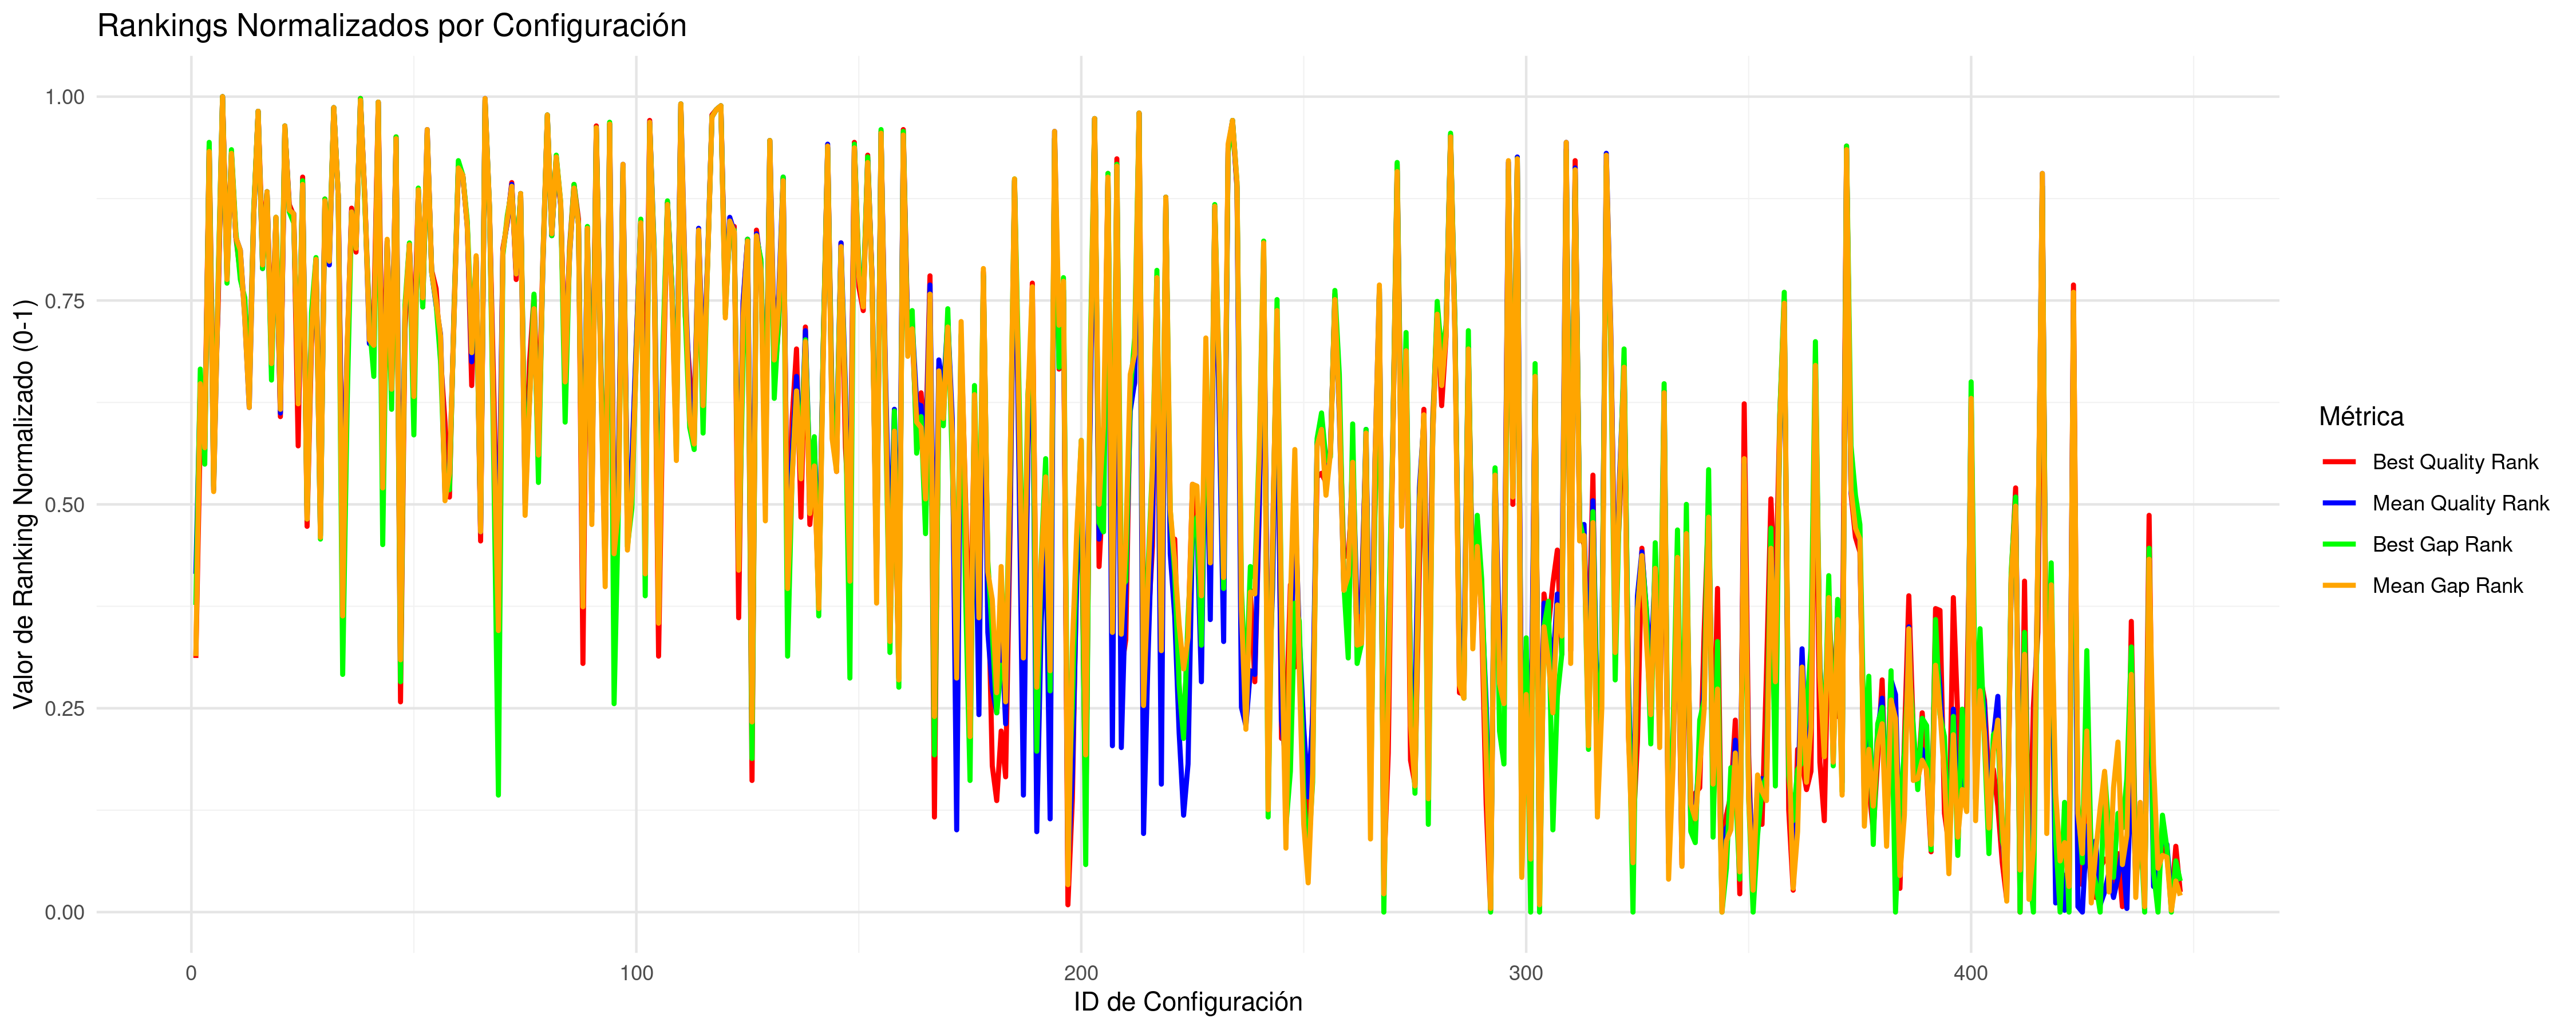 Rankings Normalizados por Configuración
Valor de Ranking Normalizado (0-1)
1.00
0.75
0.50
0.25
0.00
0
100
200
300
400
ID de Configuración
Métrica
Best Quality Rank
Mean Quality Rank
Best Gap Rank
Mean Gap Rank